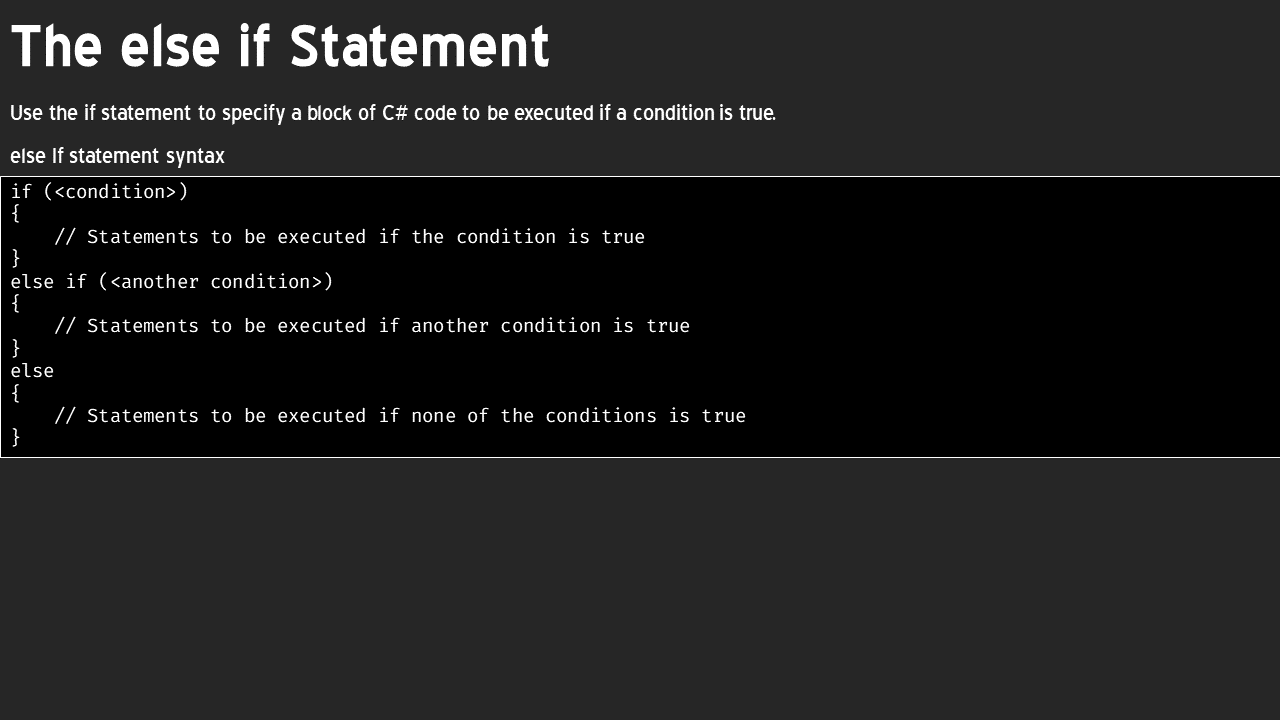 The else if Statement
Use the if statement to specify a block of C# code to be executed if a condition is true.
else If statement syntax
if (<condition>)
{
    // Statements to be executed if the condition is true
}
else if (<another condition>)
{
    // Statements to be executed if another condition is true
}
else
{
    // Statements to be executed if none of the conditions is true
}